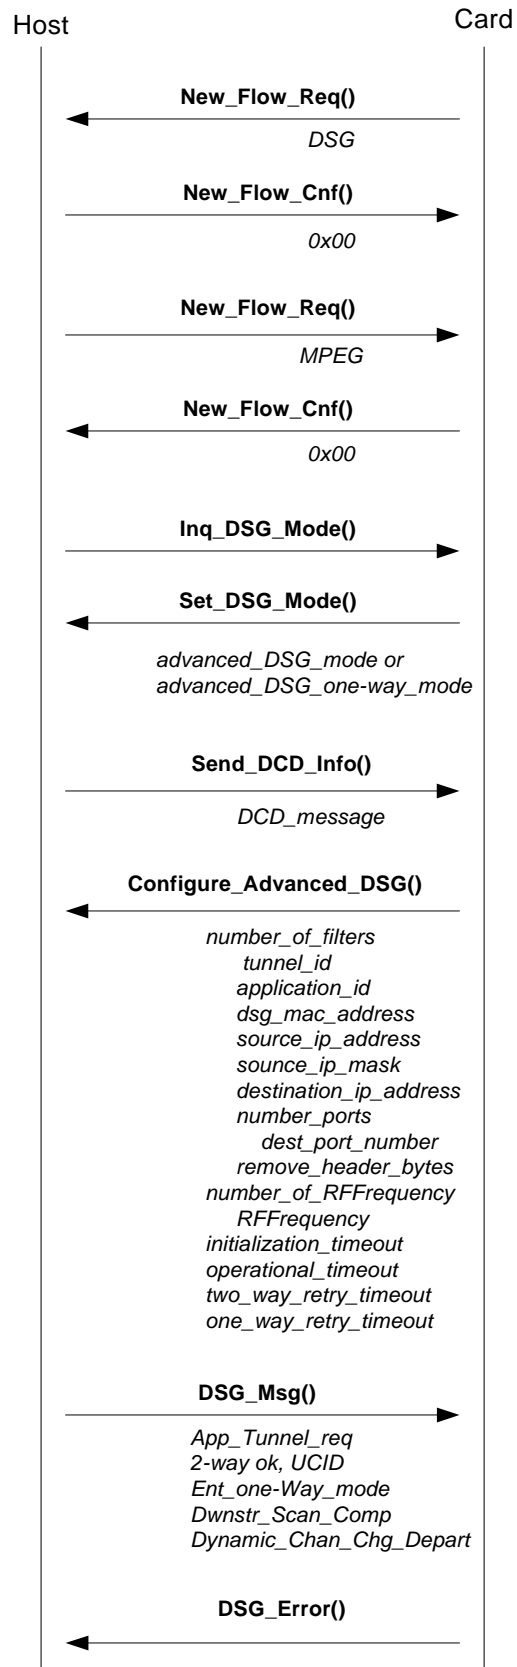 Host
Card
New_Flow_Req()
DSG
New_Flow_Cnf()
0x00
New_Flow_Req()
MPEG
New_Flow_Cnf()
0x00
Inq_DSG_Mode()
Set_DSG_Mode()
advanced_DSG_mode or
advanced_DSG_one-way_mode
Send_DCD_Info()
DCD_message
Configure_Advanced_DSG()
number_of_filters
tunnel_id
application_id
dsg_mac_address
source_ip_address
sounce_ip_mask
destination_ip_address
number_ports
dest_port_number
remove_header_bytes
number_of_RFFrequency
RFFrequency
initialization_timeout
operational_timeout
two_way_retry_timeout
one_way_retry_timeout
DSG_Msg()
App_Tunnel_req
2-way ok, UCID
Ent_one-Way_mode
Dwnstr_Scan_Comp
Dynamic_Chan_Chg_Depart
DSG_Error()